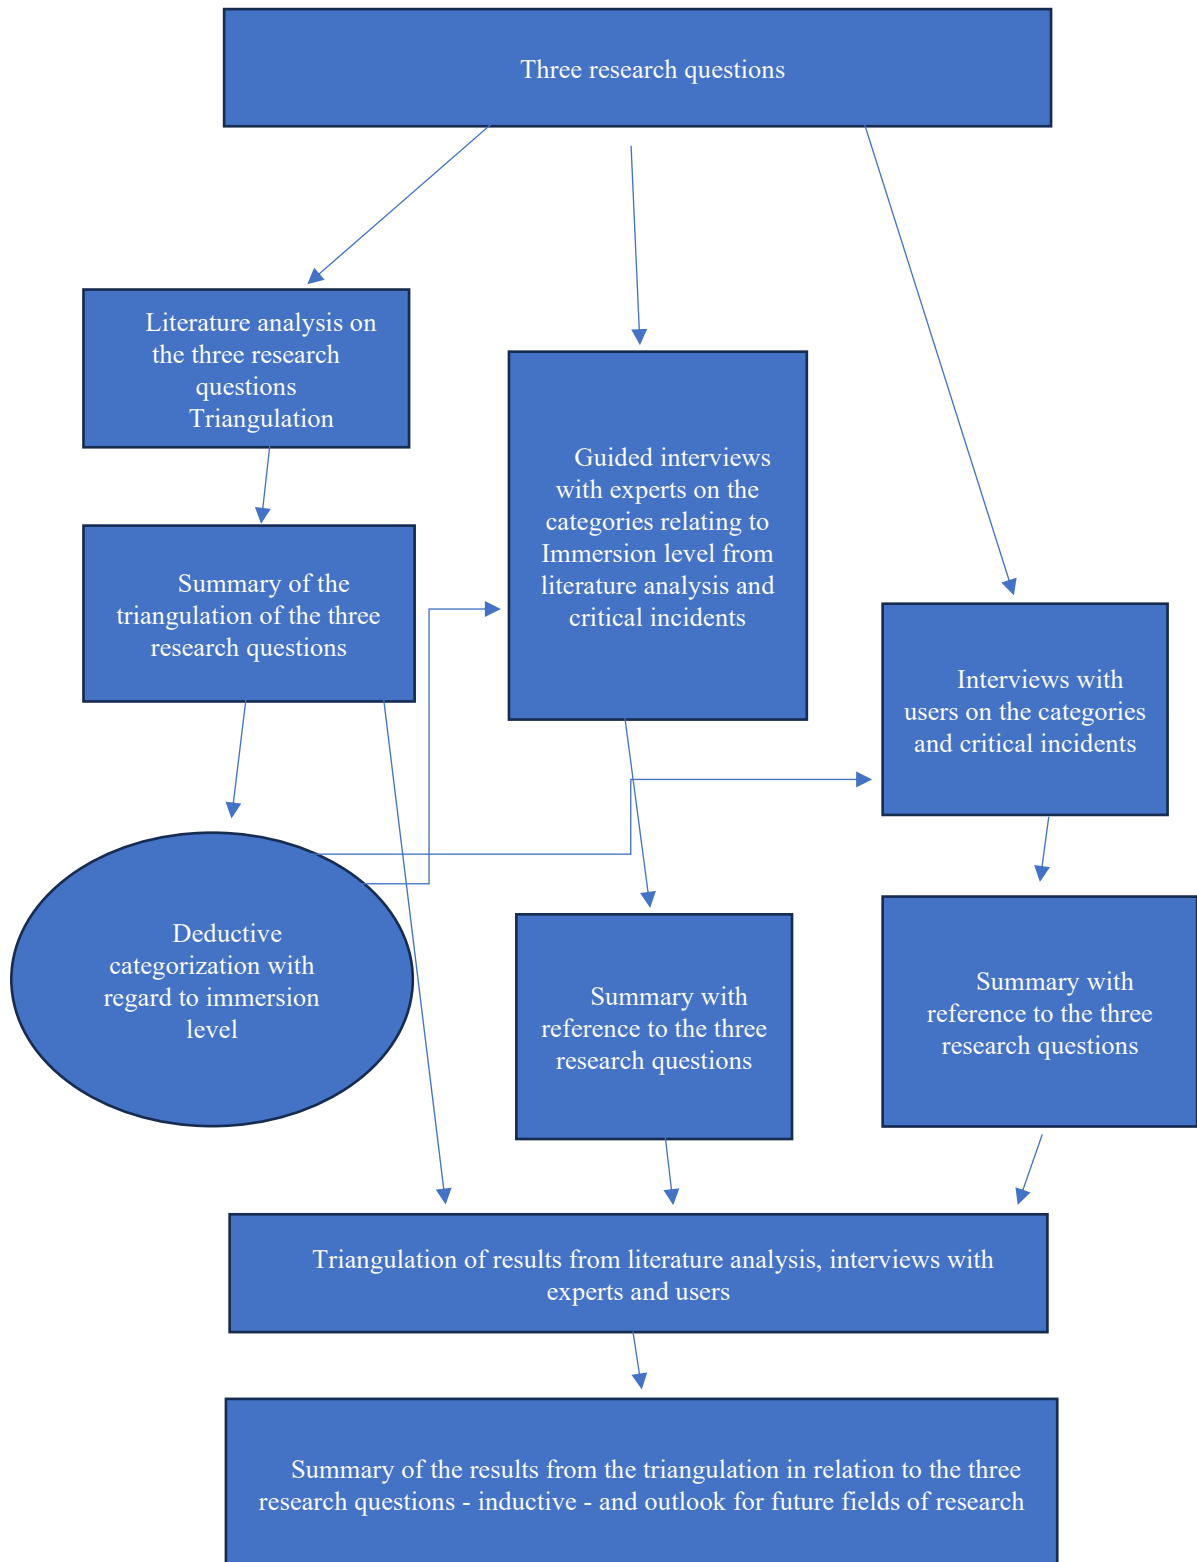 Three research questions
Literature analysis on
the three research
questions
Triangulation
Guided interviews
with experts on the
categories relating to
Immersion level from
literature analysis and
critical incidents
Summary of the
triangulation of the three
research questions
Interviews with
users on the categories
and critical incidents
Deductive
categorization with
regard to immersion
level
Summary with
reference to the three
research questions
Summary with
reference to the three
research questions
Triangulation of results from literature analysis, interviews with
experts and users
Summary of the results from the triangulation in relation to the three
research questions - inductive - and outlook for future fields of research